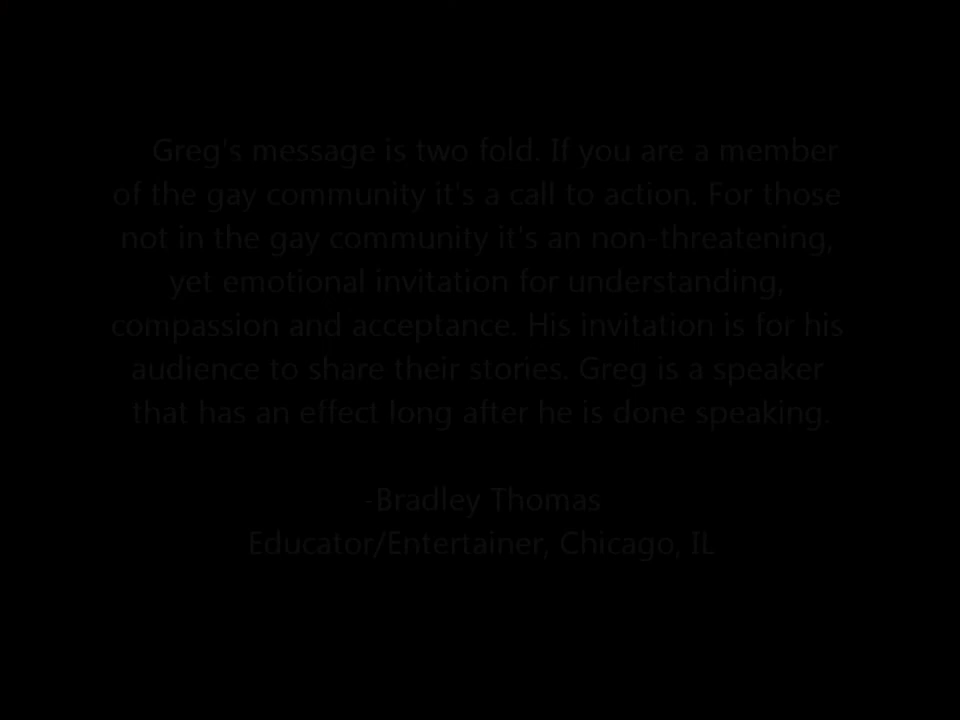 Greg's message is two fold. If you are a member
of the gay community it's a call to action. For those
not in the gay community it's an non-threatening,
yet emotional invitation for understanding,
compassion and acceptance. His invitation is for his
audience to share their stories. Greg is a speaker
that has an effect long after he is done speaking.
-Bradley Thomas
Educator/Entertainer, Chicago, IL